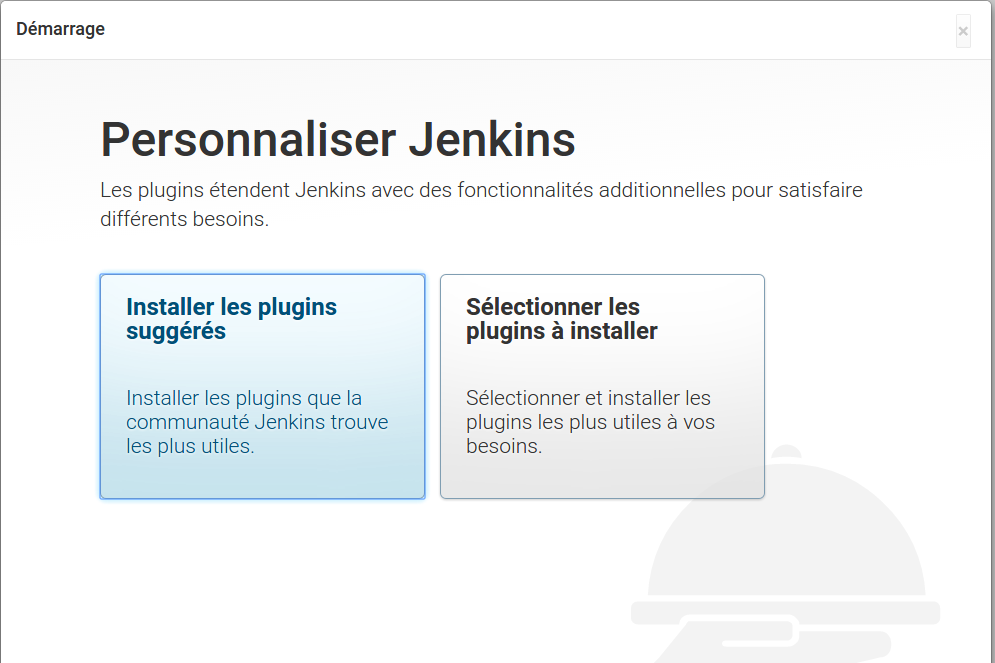 Démarrage
×
Personnaliser Jenkins
Les plugins étendent Jenkins avec des fonctionnalités additionnelles pour satisfaire
différents besoins.
Installer les plugins
suggérés
Installer les plugins que la
communauté Jenkins trouve
les plus utiles.
Sélectionner les
plugins à installer
Sélectionner et installer les
plugins les plus utiles à vos
besoins.